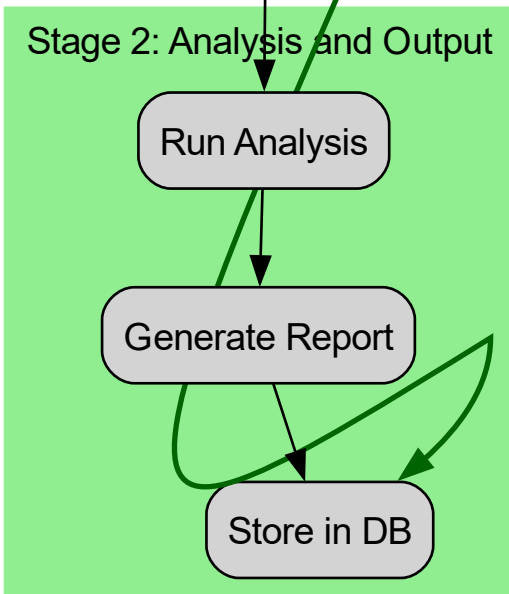 Stage 2: Analysis and Output
Run Analysis
Generate Report
Store in DB